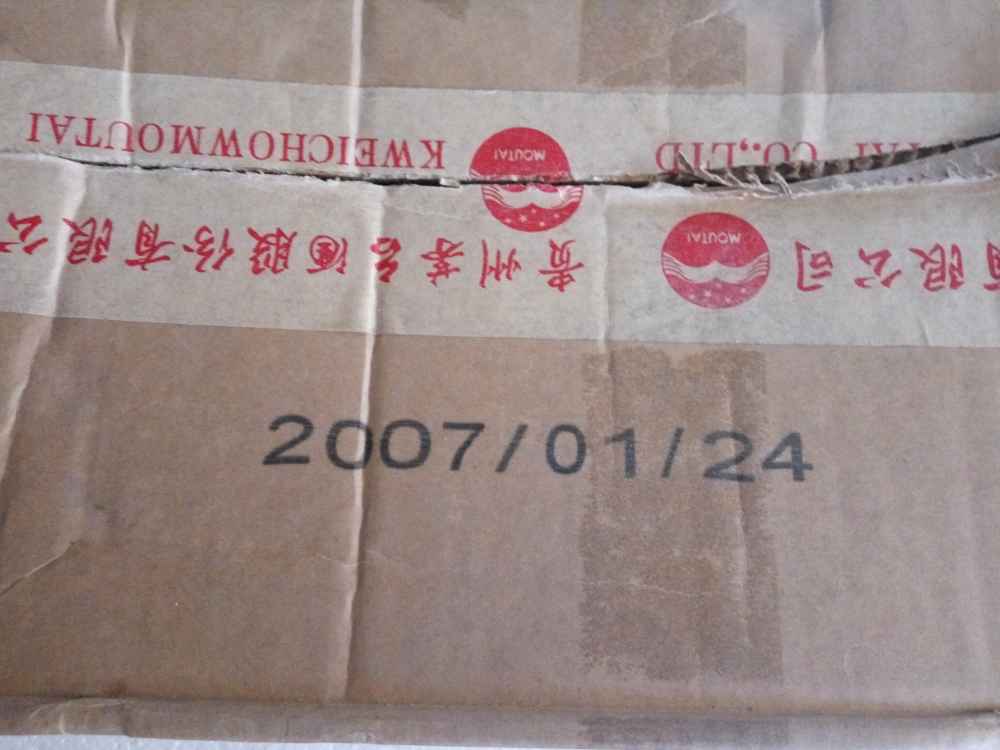 KWEICHOWMOUTAI
CO.,LTD
MOUTAI
贵州茅台酒股份有限公
MOUTAI
有限公司
2007/01/24